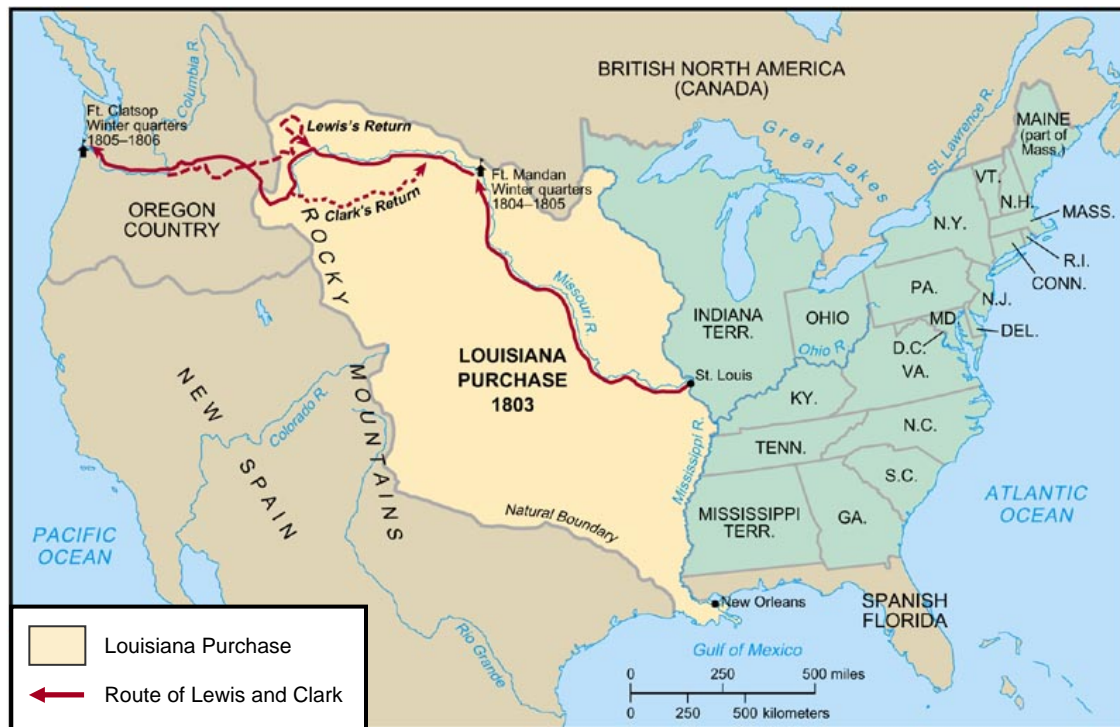 BRITISH NORTH AMERICA
(CANADA)
Columbia R.
Ft. Clatsop
Winter quarters
1805–1806
Lewis's Return
Ft. Mandan
Winter quarters
1804–1805
Clark's Return
OREGON
COUNTRY
ROCKY
MOUNTAINS
Missouri R.
LOUISIANA
PURCHASE
1803
Great Lakes
St. Lawrence R.
MAINE
(part of
Mass.)
VT.
N.H.
MASS.
N.Y.
R.I.
CONN.
PA.
N.J.
MD.
DEL.
D.C.
VA.
INDIANA
TERR.
OHIO
Ohio R.
St. Louis
KY.
N.C.
TENN.
S.C.
Mississippi R.
MISSISSIPPI
TERR.
GA.
ATLANTIC
OCEAN
NEW
SPAIN
Colorado R.
PACIFIC
OCEAN
Natural Boundary
New Orleans
SPANISH
FLORIDA
Rio Grande
Gulf of Mexico
0 250 500 miles
0 250 500 kilometers
Louisiana Purchase
Route of Lewis and Clark